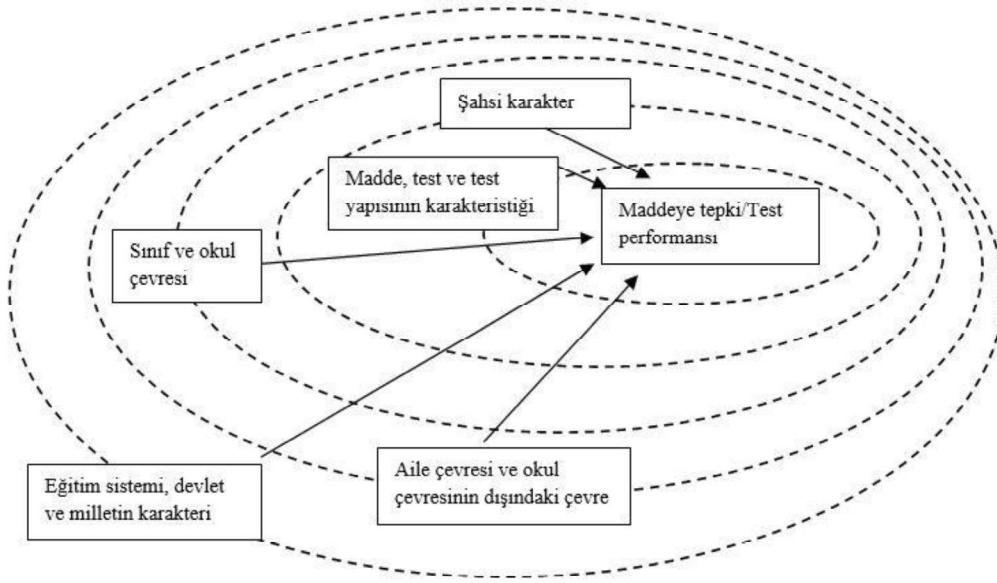 Şahsi karakter
Madde, test ve test
yapısının karakteristiği
Maddeye tepki/Test
performansı
Sınıf ve okul
çevresi
Aile çevresi ve okul
çevresinin dışındaki çevre
Eğitim sistemi, devlet
ve milletin karakteri